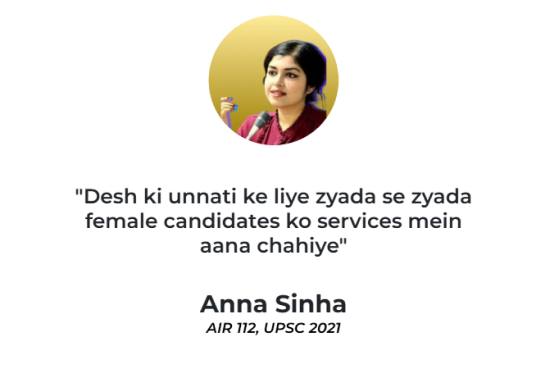 "Desh ki unnati ke liye zyada se zyada
female candidates ko services mein
aana chahiye"
Anna Sinha
AIR 112, UPSC 2021